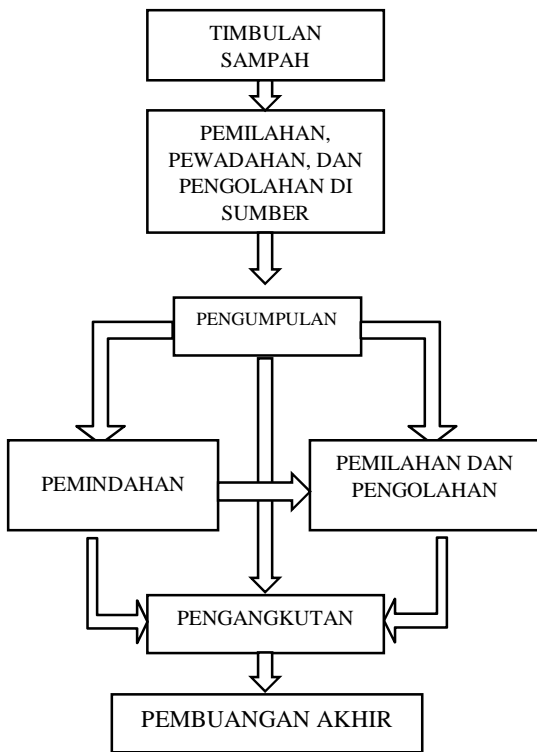 TIMBULAN
SAMPAH
PEMILAHAN,
PEWADAHAN, DAN
PENGOLAHAN DI
SUMBER
PENGUMPULAN
PEMINDAHAN
PEMILAHAN DAN
PENGOLAHAN
PENGANGKUTAN
PEMBUANGAN AKHIR